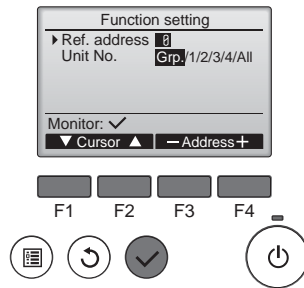 Function setting
Ref. address 0
Unit No. Grp./1/2/3/4/All
Monitor: ✓
▼ Cursor ▲ －Address＋
F1 F2 F3 F4